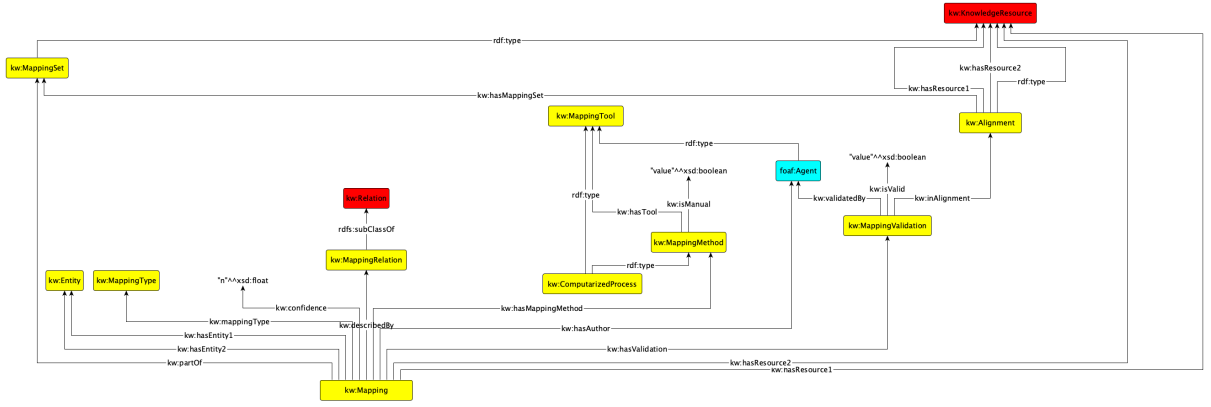 kw:KnowledgeResource
rdf:type
kw:MappingSet
kw:hasResource2
rdf:type
kw:hasResource1
kw:hasMappingSet
kw:MappingTool
kw:Alignment
rdf:type
"value"^^xsd:boolean
"value"^^xsd:boolean
foaf:Agent
kw:isValid
rdf:type
kw:validatedBy
kw:inAlignment
kw:Relation
kw:isManual
kw:hasTool
kw:MappingValidation
rdfs:subClassOf
kw:MappingMethod
kw:MappingRelation
rdf:type
kw:Entity
kw:MappingType
"n"^^xsd:float
kw:ComputarizedProcess
kw:confidence
kw:hasMappingMethod
kw:mappingType
kw:describedBy
kw:hasAuthor
kw:hasEntity1
kw:hasEntity2
kw:hasValidation
kw:partOf
kw:hasResource2
kw:hasResource1
kw:Mapping